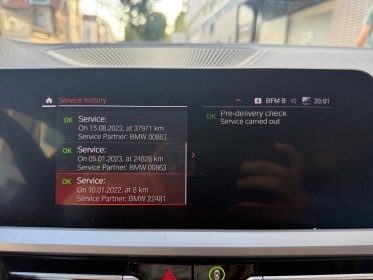 Service history
BFM B
20:01
OK Service:
On 15.08.2023, at 37971 km
Service Partner: BMW 00863
OK Service:
On 05.01.2023, at 24826 km
Service Partner: BMW 00863
OK Service:
On 10.01.2022, at 8 km
Service Partner: BMW 22481
OK Pre-delivery check
Service carried out